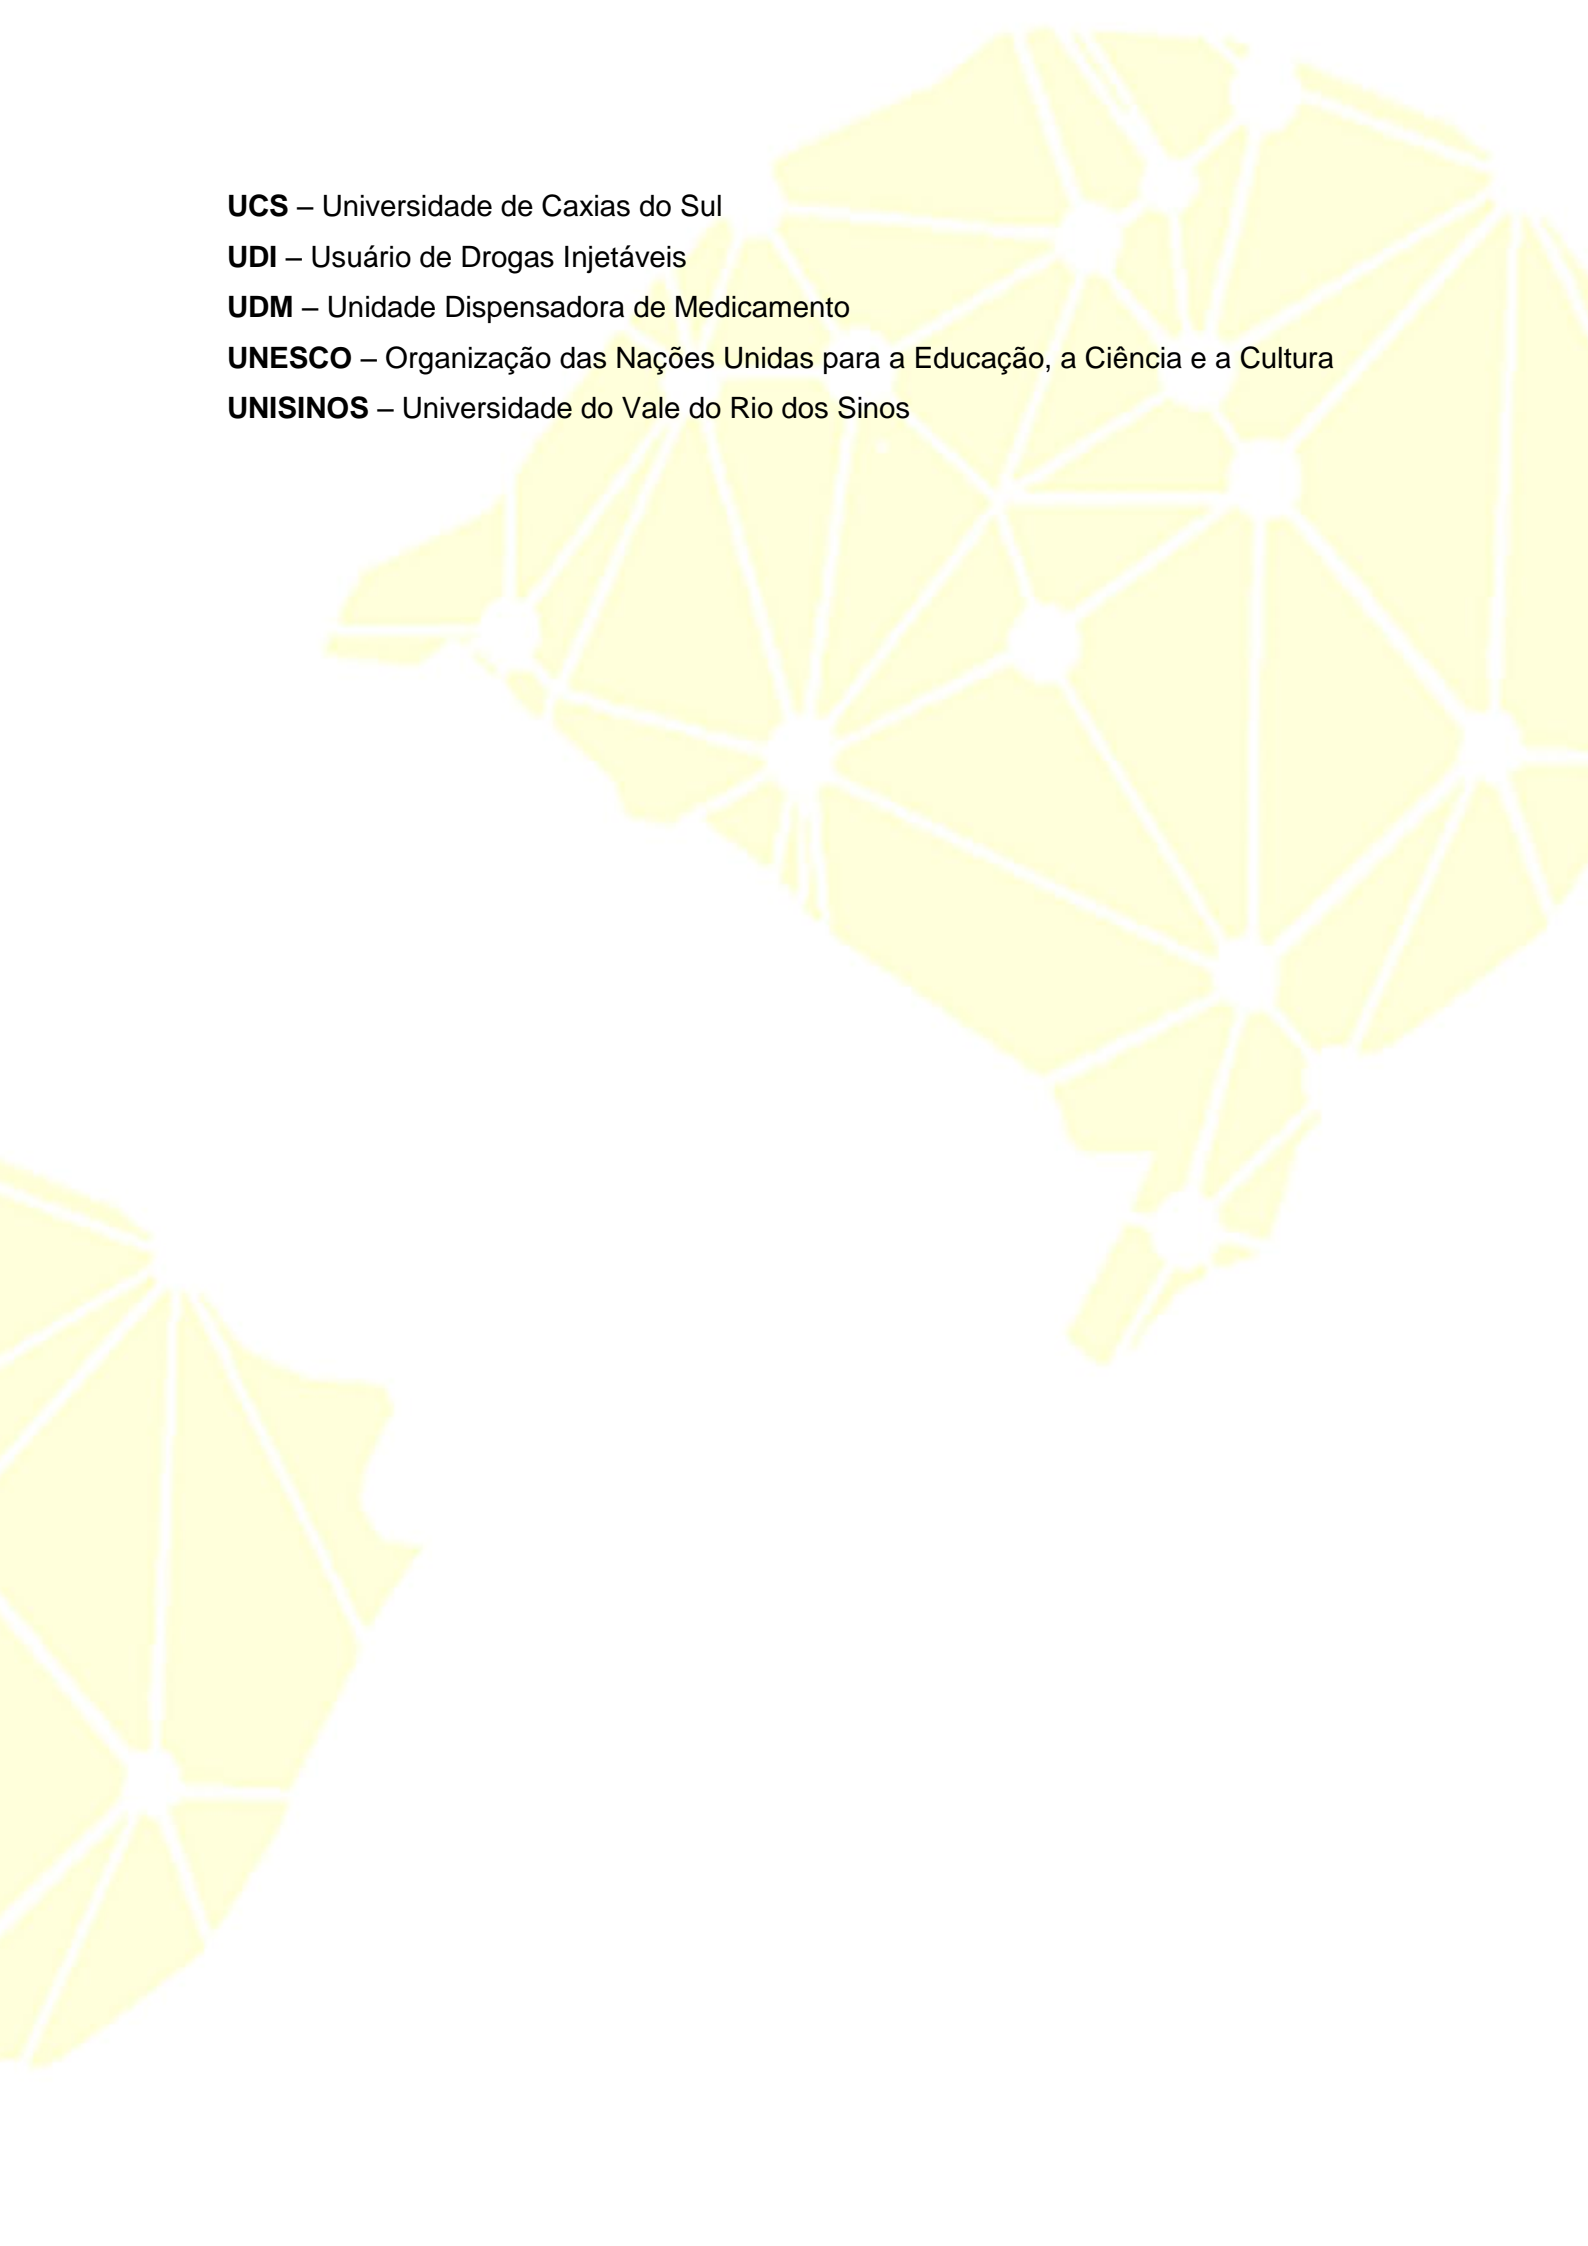 UCS – Universidade de Caxias do Sul
UDI – Usuário de Drogas Injetáveis
UDM – Unidade Dispensadora de Medicamento
UNESCO – Organização das Nações Unidas para a Educação, a Ciência e a Cultura
UNISINOS – Universidade do Vale do Rio dos Sinos